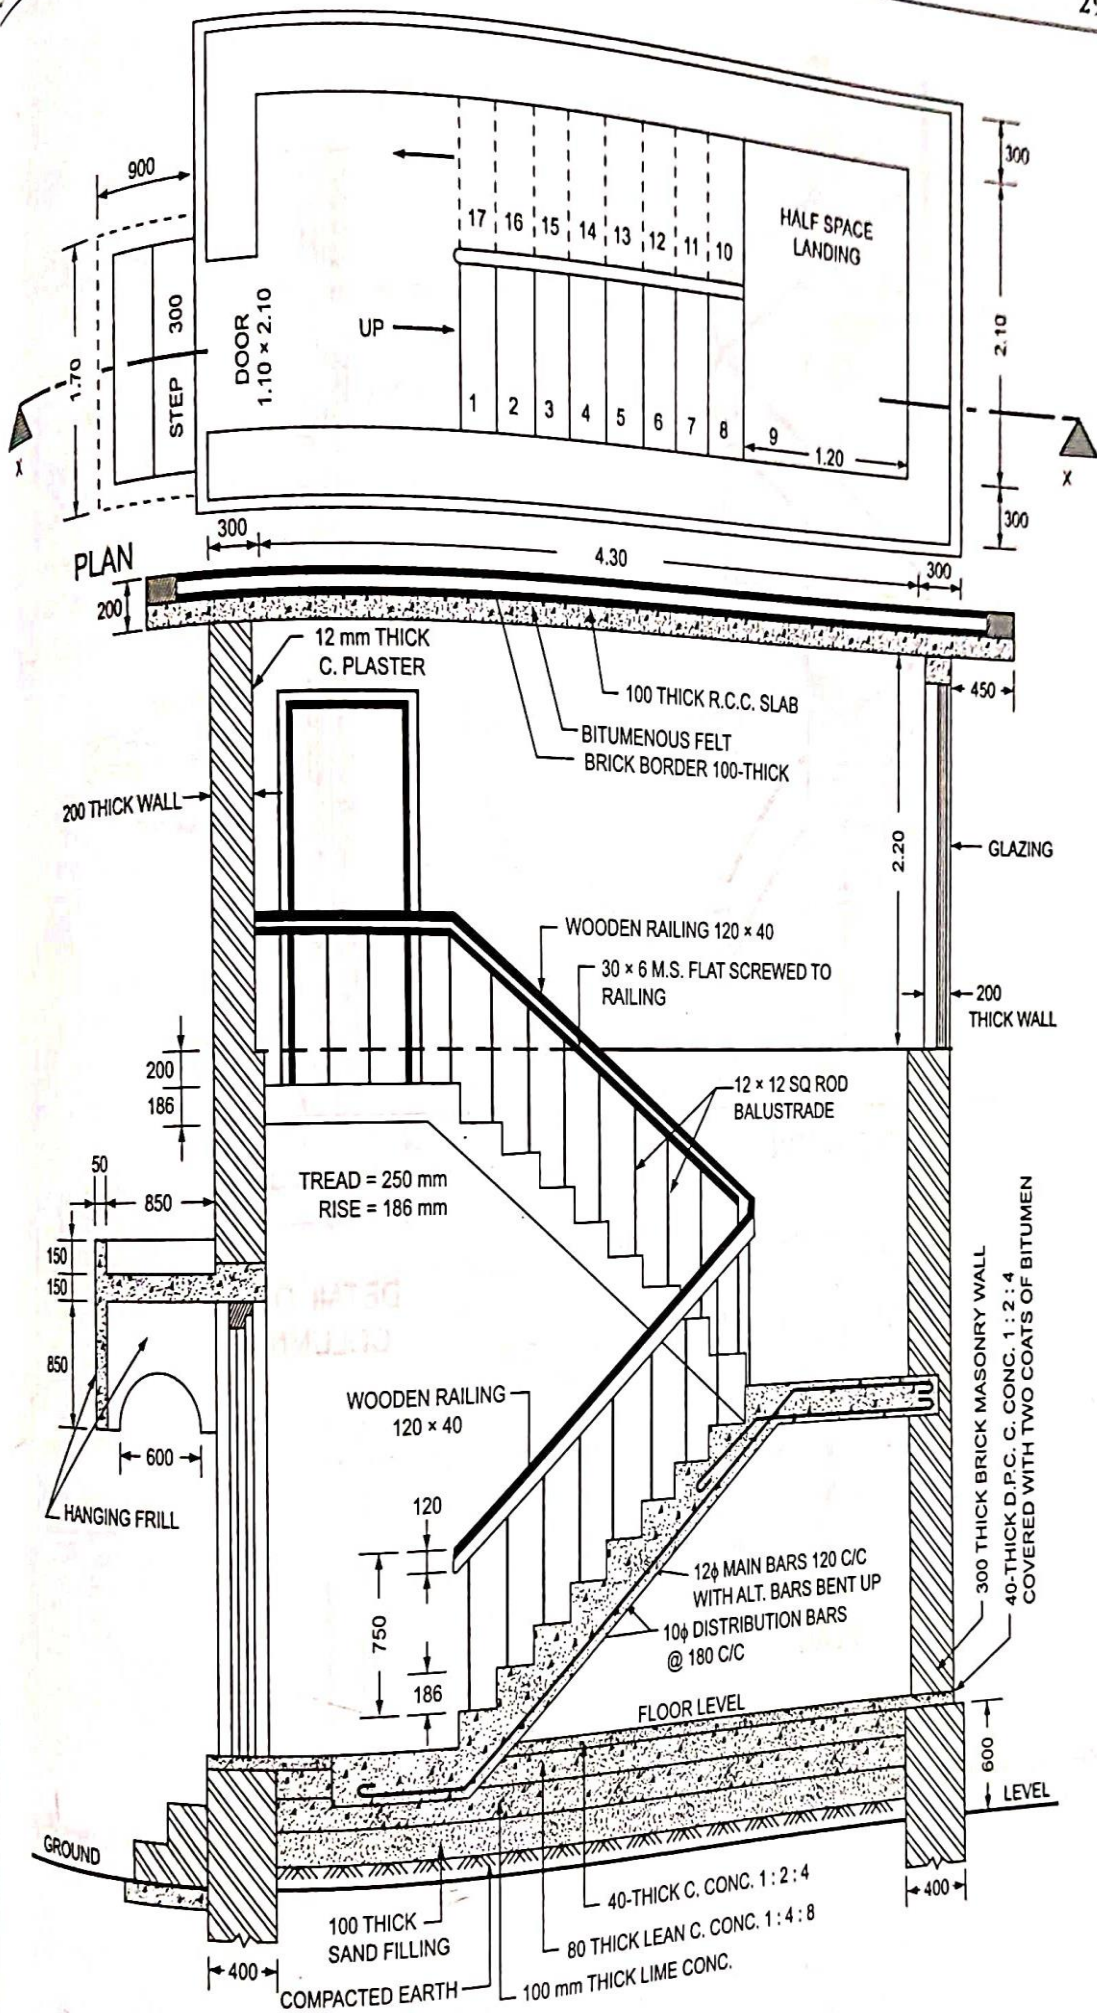 300
900
17
16
15
14
13
12
11
10
HALF SPACE
LANDING
UP
DOOR
1.10 × 2.10
STEP
300
1.70
2.10
1
2
3
4
5
6
7
8
9
1.20
X
X
300
300
4.30
300
PLAN
200
12 mm THICK
C. PLASTER
100 THICK R.C.C. SLAB
450
BITUMENOUS FELT
BRICK BORDER 100-THICK
200 THICK WALL
2.20
GLAZING
WOODEN RAILING 120 × 40
30 × 6 M.S. FLAT SCREWED TO
RAILING
200
THICK WALL
200
186
12 × 12 SQ ROD
BALUSTRADE
50
850
TREAD = 250 mm
RISE = 186 mm
150
150
850
600
HANGING FRILL
WOODEN RAILING
120 × 40
300 THICK BRICK MASONRY WALL
40-THICK D.P.C. C. CONC. 1 : 2 : 4
COVERED WITH TWO COATS OF BITUMEN
120
750
186
12ϕ MAIN BARS 120 C/C
WITH ALT. BARS BENT UP
10ϕ DISTRIBUTION BARS
@ 180 C/C
FLOOR LEVEL
600
GROUND
LEVEL
400
40-THICK C. CONC. 1 : 2 : 4
100 THICK
SAND FILLING
80 THICK LEAN C. CONC. 1 : 4 : 8
400
COMPACTED EARTH
100 mm THICK LIME CONC.